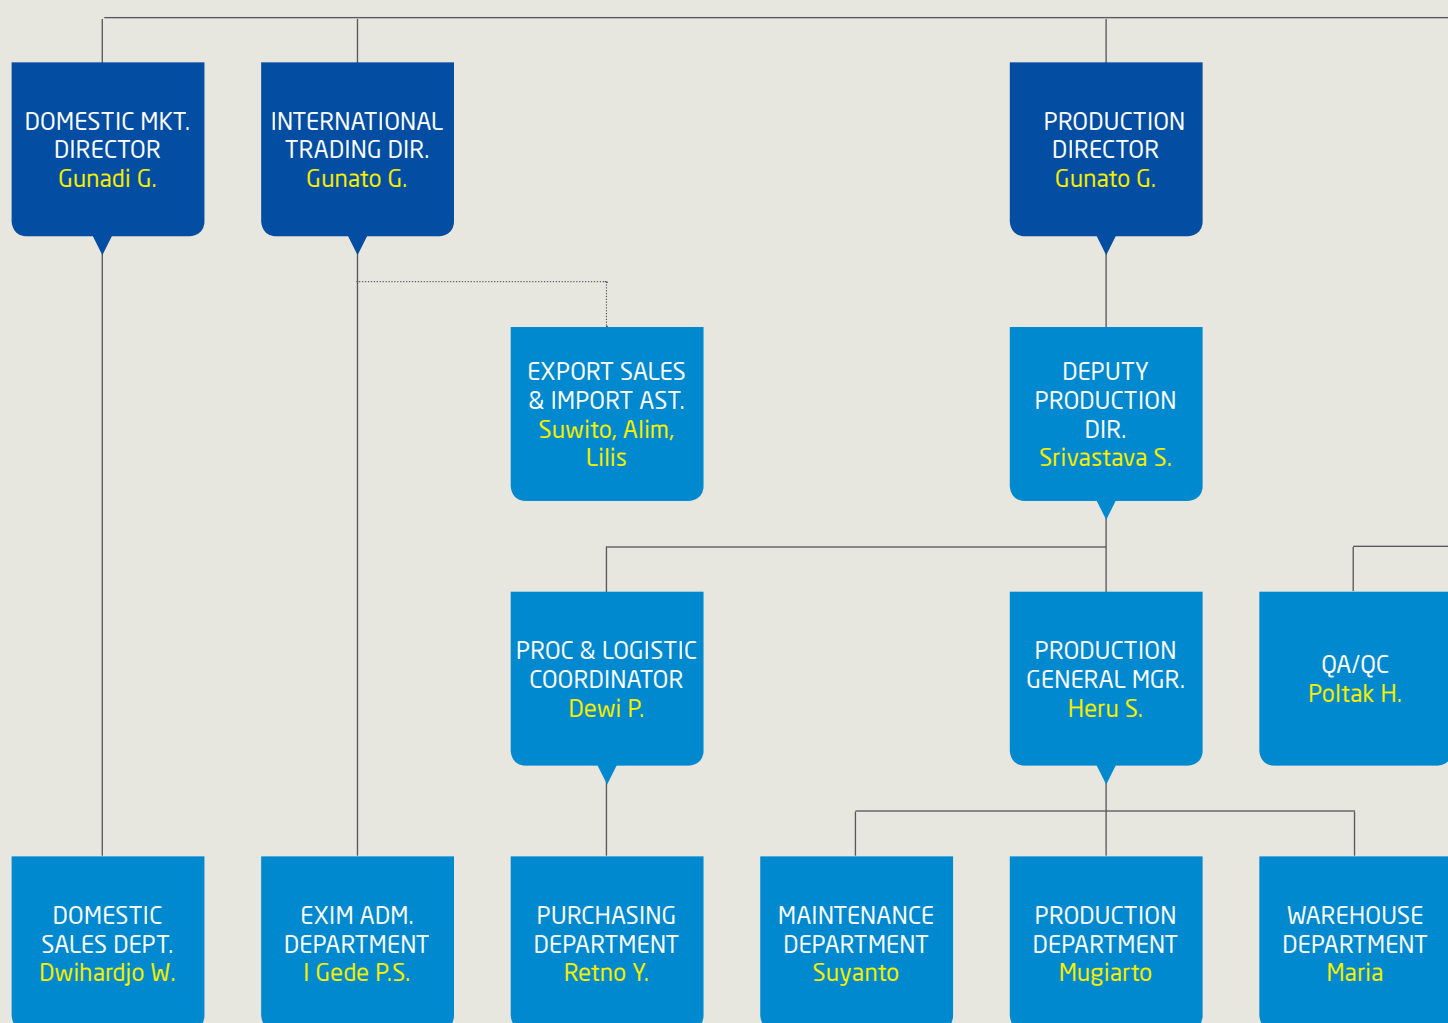 DOMESTIC MKT.
DIRECTOR
Gunadi G.
INTERNATIONAL
TRADING DIR.
Gunato G.
PRODUCTION
DIRECTOR
Gunato G.
EXPORT SALES
& IMPORT AST.
Suwito, Alim,
Lilis
DEPUTY
PRODUCTION
DIR.
Srivastava S.
PROC & LOGISTIC
COORDINATOR
Dewi P.
PRODUCTION
GENERAL MGR.
Heru S.
QA/QC
Poltak H.
DOMESTIC
SALES DEPT.
Dwihardjo W.
EXIM ADM.
DEPARTMENT
I Gede P.S.
PURCHASING
DEPARTMENT
Retno Y.
MAINTENANCE
DEPARTMENT
Suyanto
PRODUCTION
DEPARTMENT
Mugiarto
WAREHOUSE
DEPARTMENT
Maria